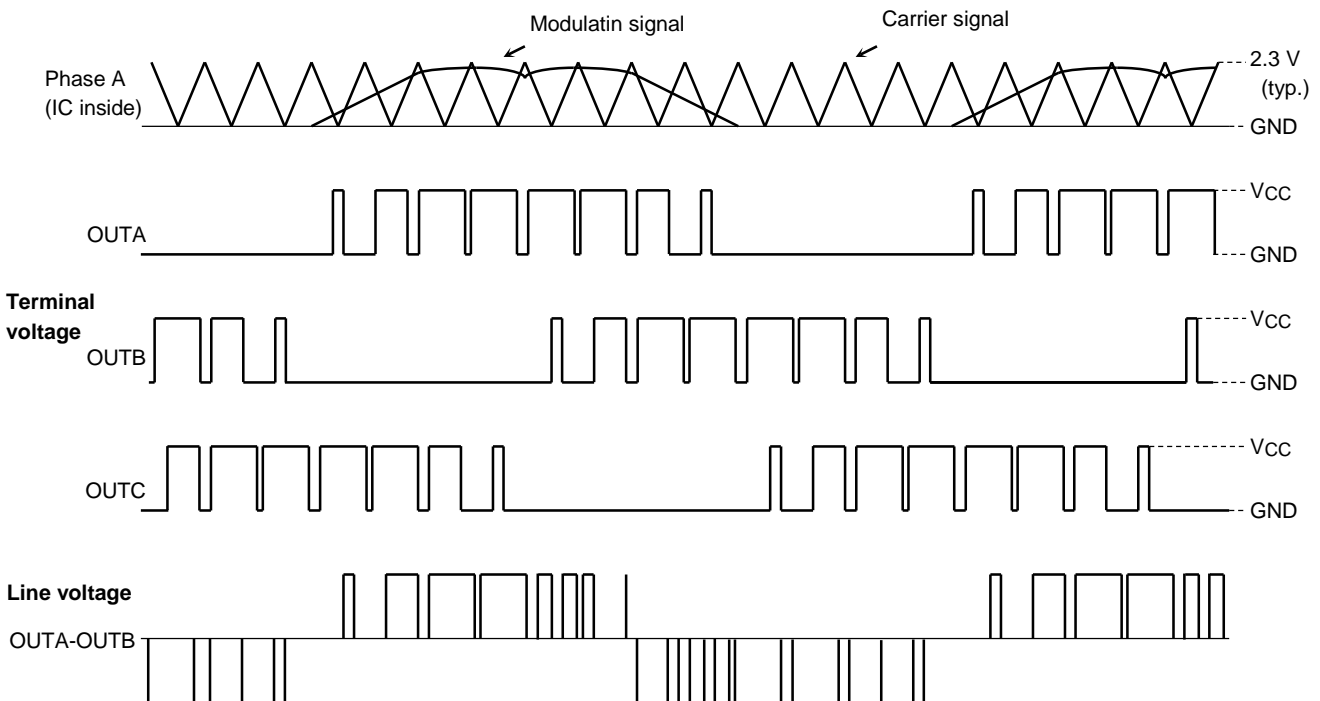 Modulatin signal
Carrier signal
Phase A
(IC inside)
2.3 V
(typ.)
GND
OUTA
VCC
GND
Terminal
voltage
OUTB
VCC
GND
OUTC
VCC
GND
Line voltage
OUTA-OUTB